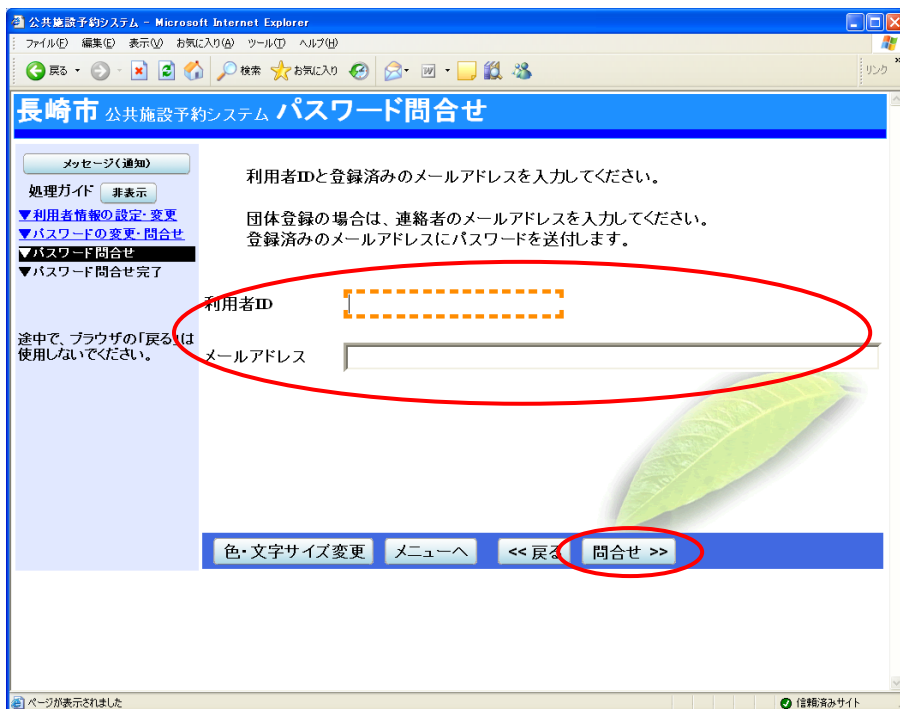 公共施設予約システム - Microsoft Internet Explorer
ファイル(F) 編集(E) 表示(V) お気に入り(A) ツール(T) ヘルプ(H)
戻る 検索 お気に入り リンク »
長崎市 公共施設予約システム パスワード問合せ
メッセージ(通知)
処理ガイド 非表示
▼利用者情報の設定・変更
▼パスワードの変更・問合せ
▼パスワード問合せ
▼パスワード問合せ完了
途中で、ブラウザの「戻る」は
使用しないでください。
利用者IDと登録済みのメールアドレスを入力してください。
団体登録の場合は、連絡者のメールアドレスを入力してください。
登録済みのメールアドレスにパスワードを送付します。
利用者ID
メールアドレス
色・文字サイズ変更 メニューへ << 戻る 問合せ >>
ページが表示されました 信頼済みサイト